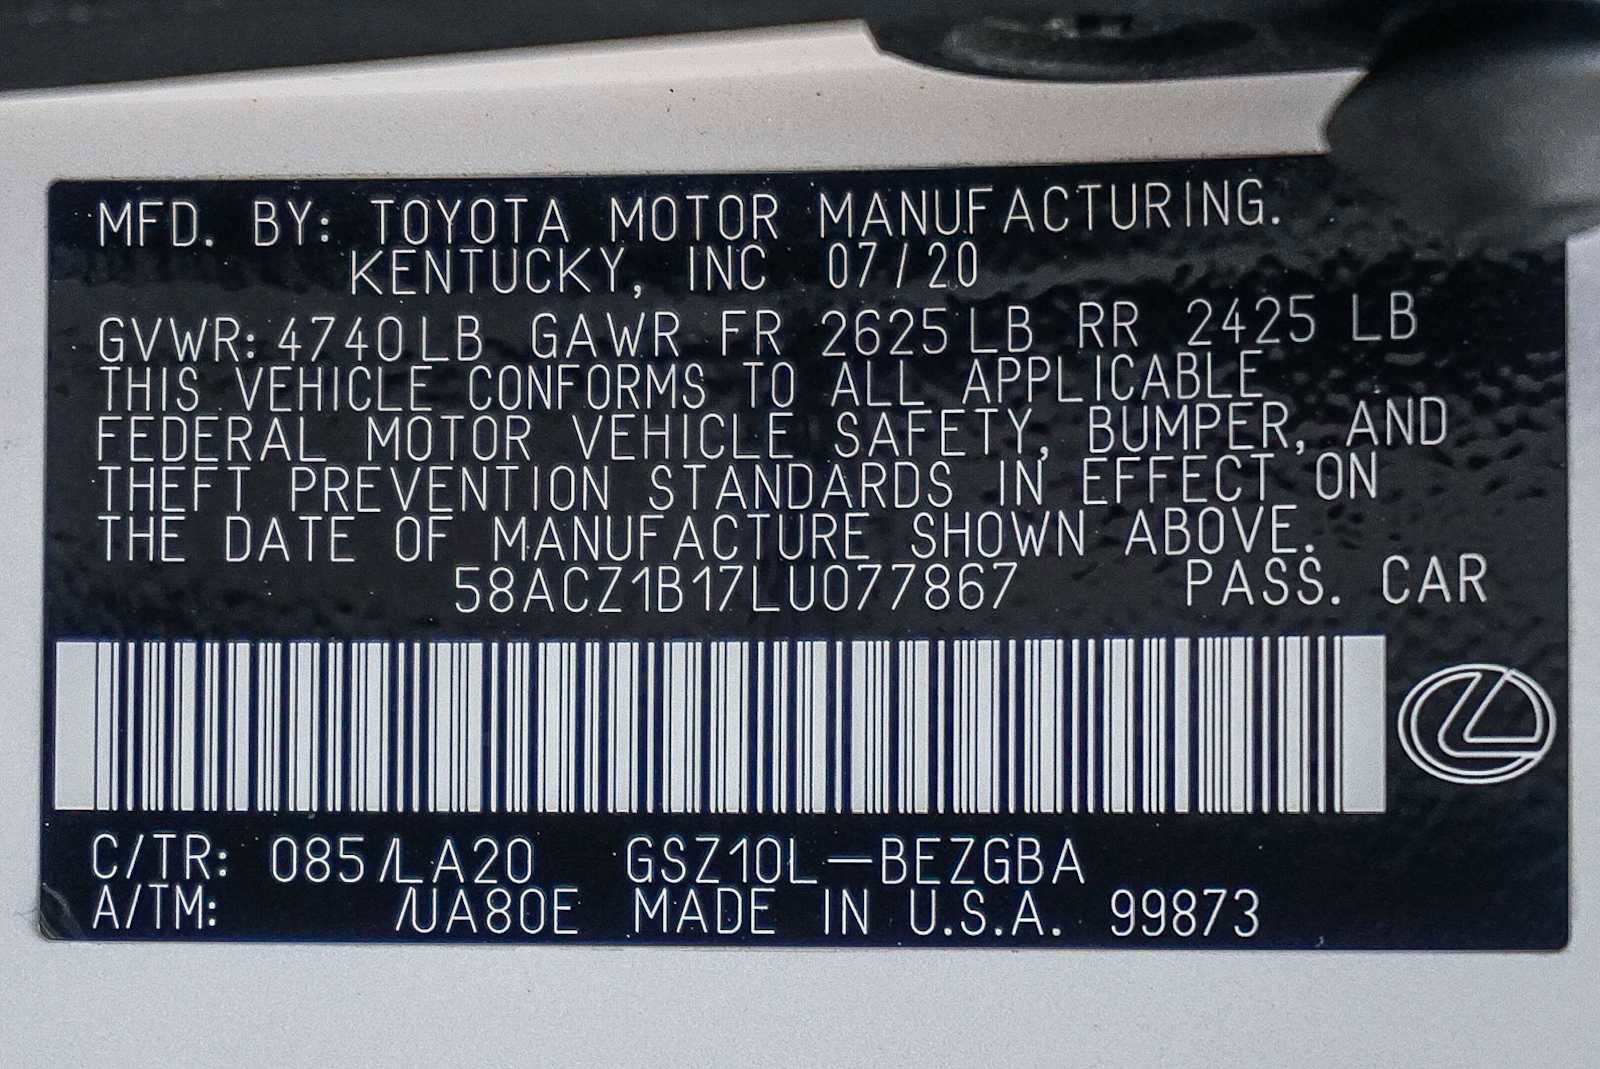 MFD. BY: TOYOTA MOTOR MANUFACTURING.
KENTUCKY, INC 07/20
GVWR: 4740LB GAWR FR 2625LB RR 2425 LB
THIS VEHICLE CONFORMS TO ALL APPLICABLE
FEDERAL MOTOR VEHICLE SAFETY, BUMPER, AND
THEFT PREVENTION STANDARDS IN EFFECT ON
THE DATE OF MANUFACTURE SHOWN ABOVE.
58ACZ1B17LU077867 PASS. CAR
C/TR: 085/LA20 GSZ10L-BEZGBA
A/TM: /UA80E MADE IN U.S.A. 99873